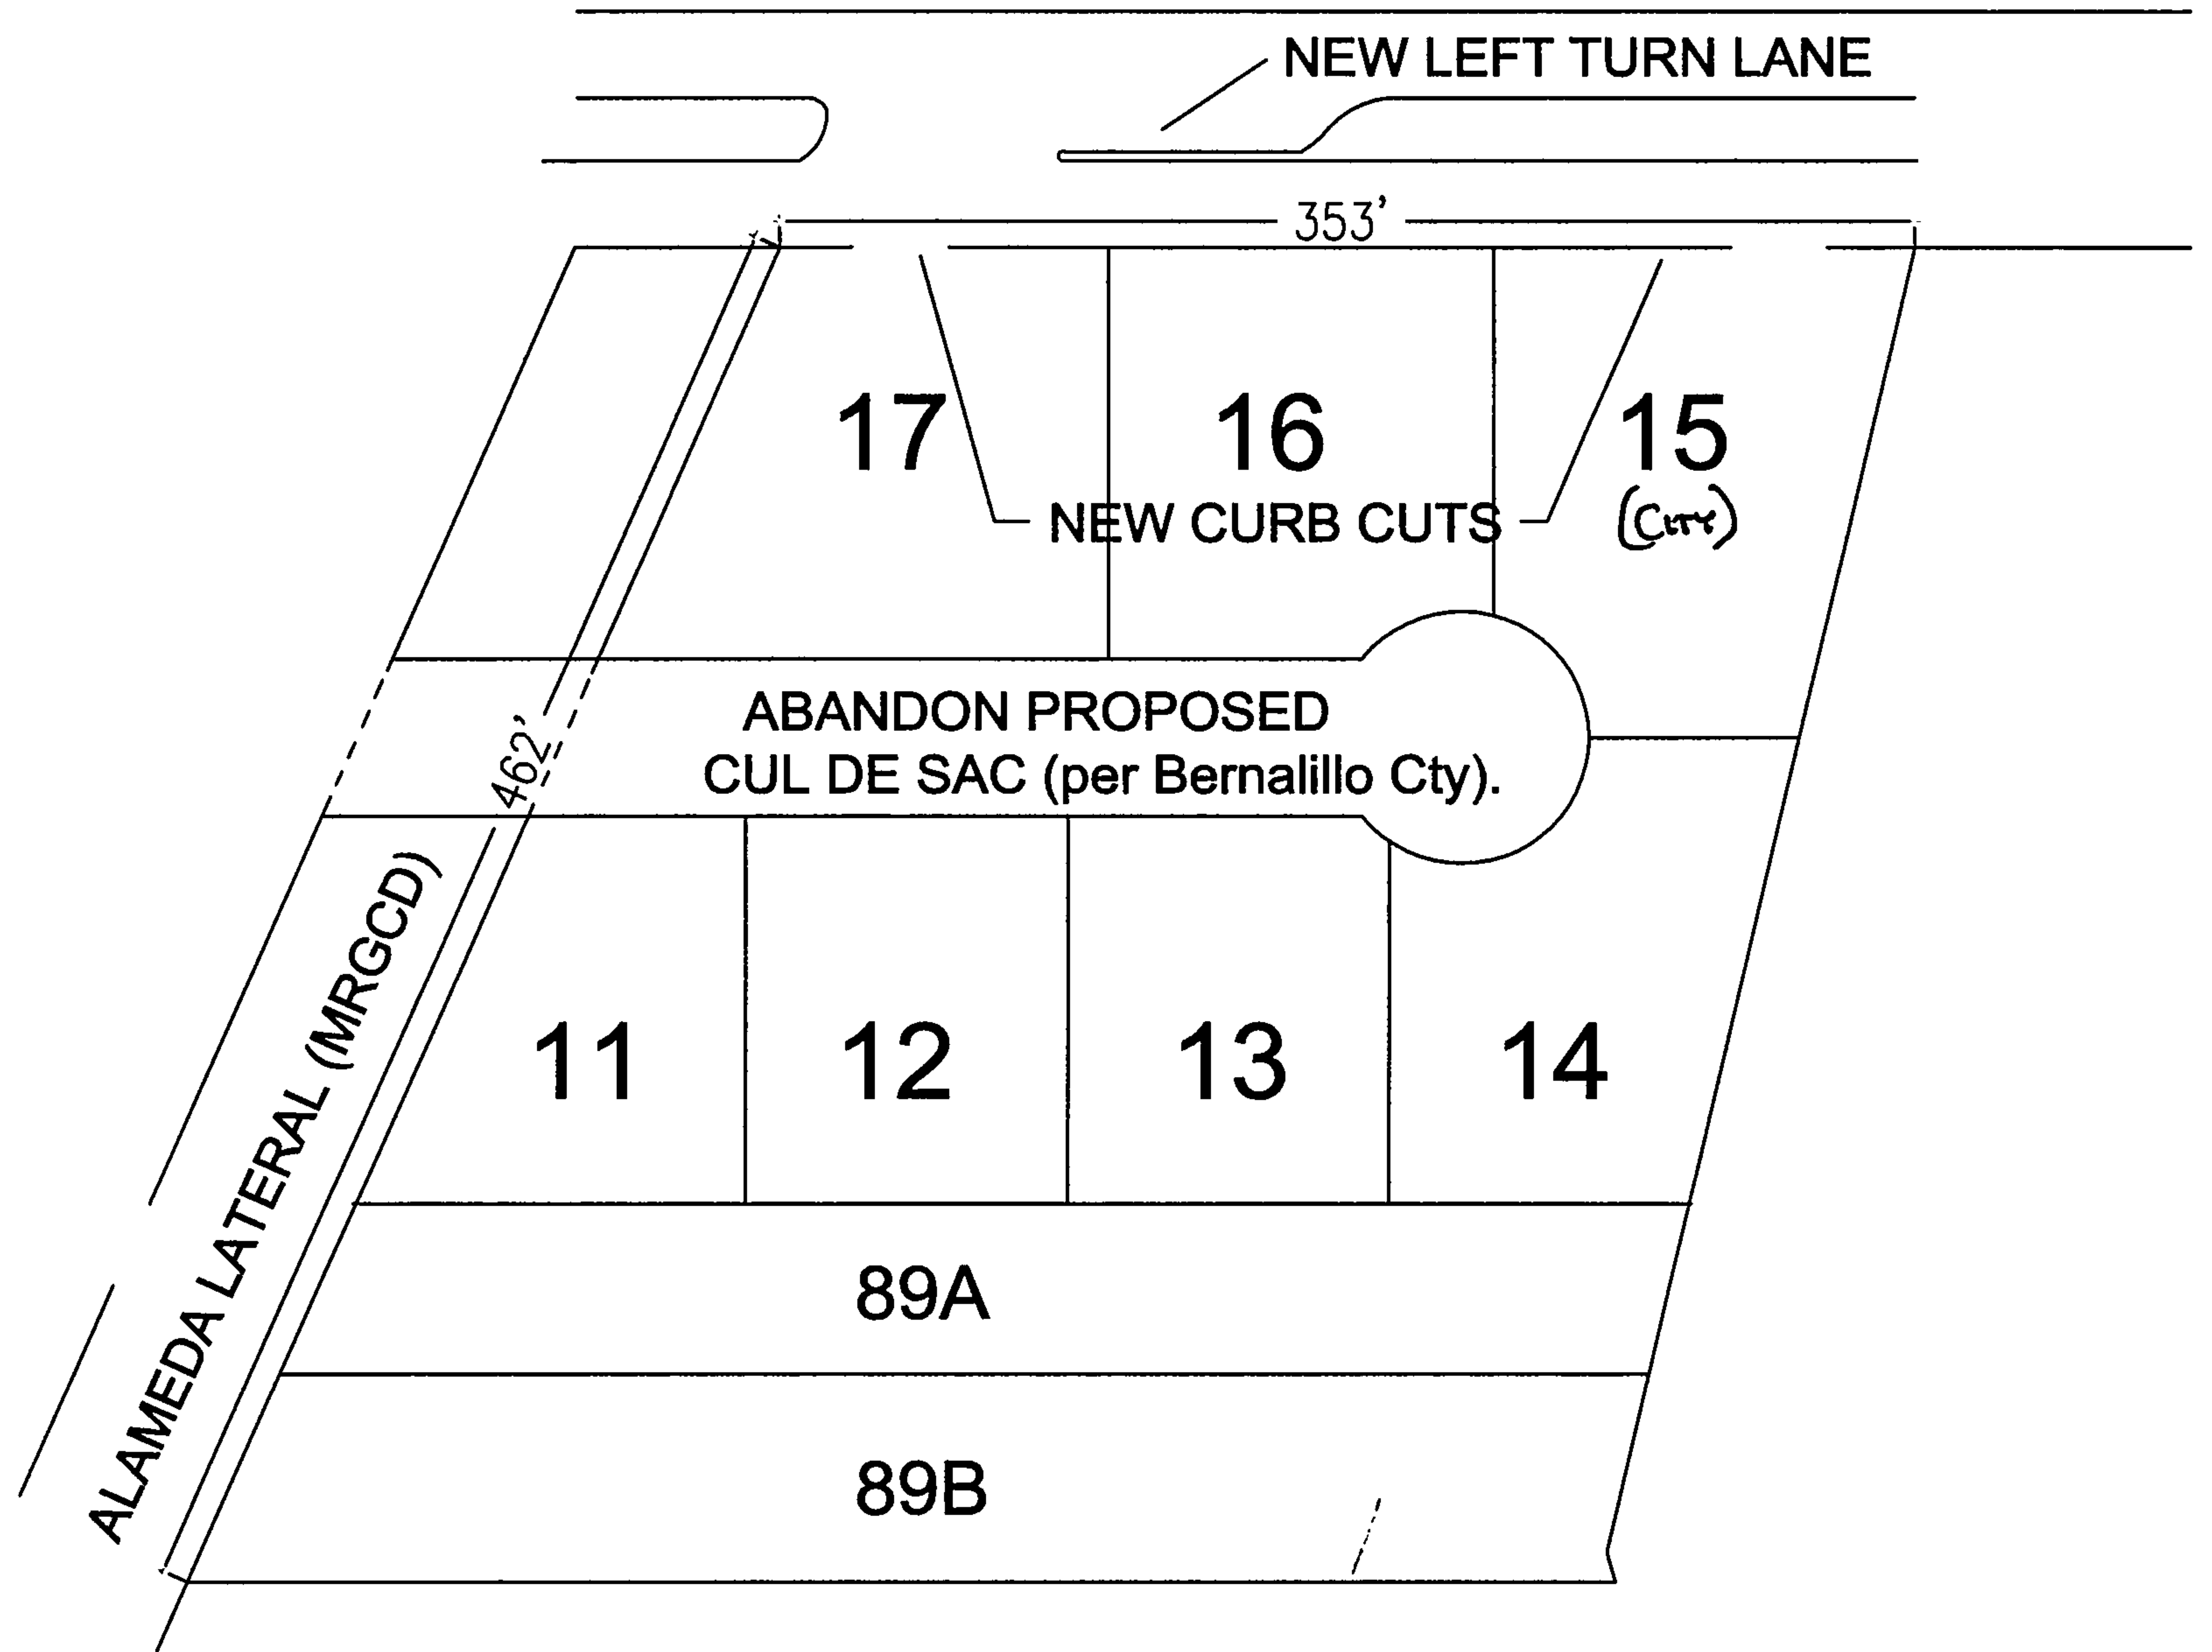 NEW LEFT TURN LANE
353'
17
16
15
(City)
NEW CURB CUTS
ABANDON PROPOSED
CUL DE SAC (per Bernalillo Cty).
462'
ALAMEDA LATERAL (MRGCD)
11
12
13
14
89A
89B